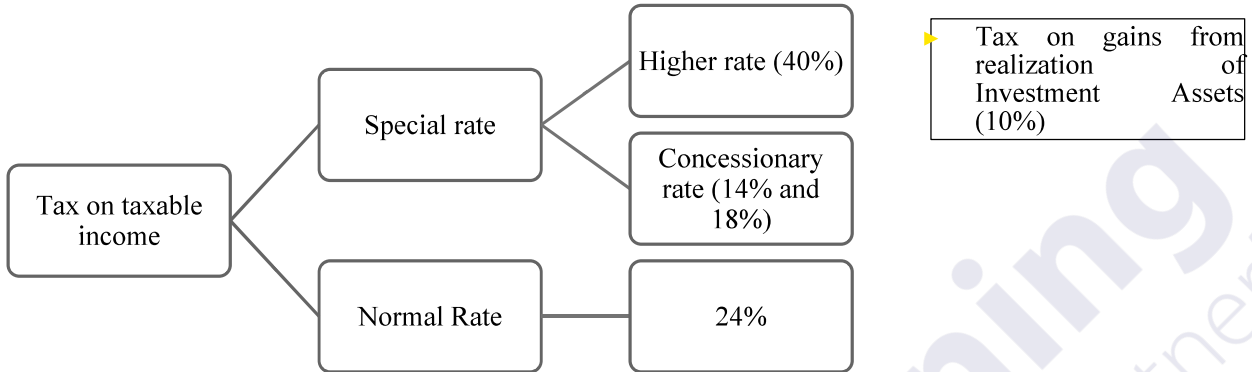 Tax on taxable
income
Special rate
Normal Rate
Higher rate (40%)
Concessionary
rate (14% and
18%)
24%
Tax on gains from
realization of
Investment Assets
(10%)